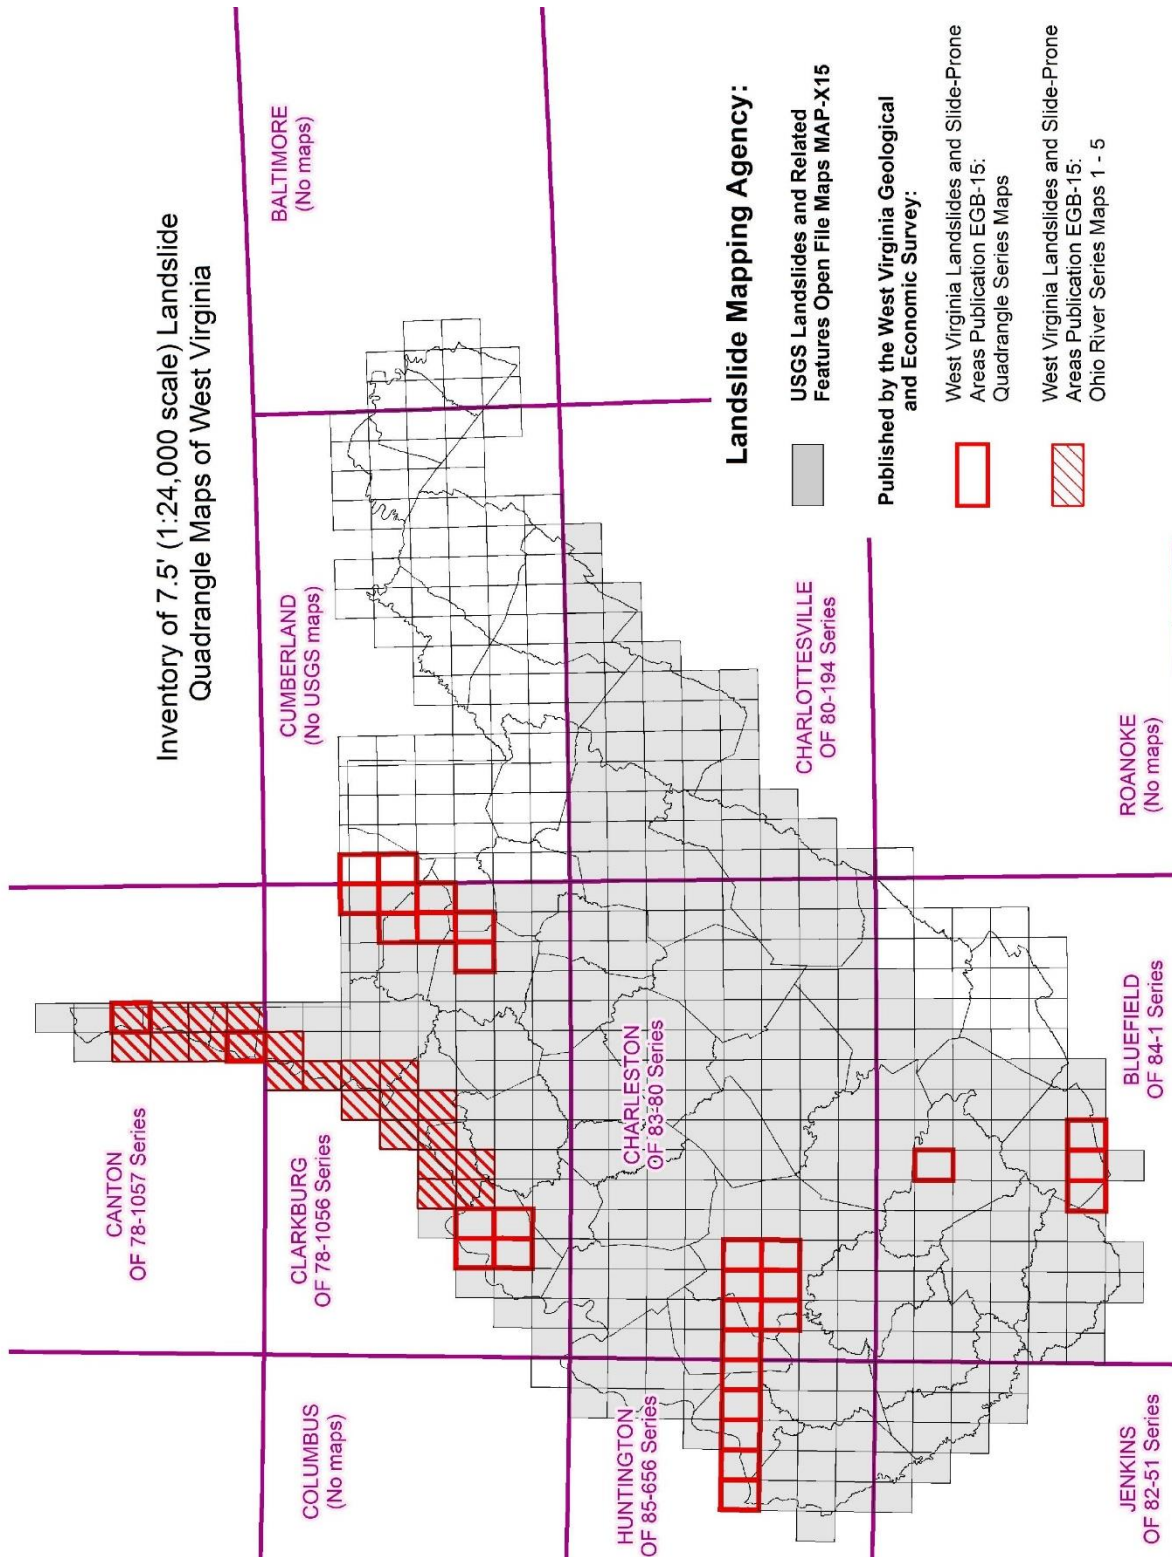 Inventory of 7.5' (1:24,000 scale) Landslide
Quadrangle Maps of West Virginia
CANTON
OF 78-1057 Series
COLUMBUS
(No maps)
CLARKBURG
OF 78-1056 Series
CUMBERLAND
(No USGS maps)
BALTIMORE
(No maps)
HUNTINGTON
OF 85-656 Series
CHARLESTON
OF 83-80 Series
CHARLOTTESVILLE
OF 80-194 Series
JENKINS
OF 82-51 Series
BLUEFIELD
OF 84-1 Series
ROANOKE
(No maps)
Landslide Mapping Agency:
USGS Landslides and Related
Features Open File Maps MAP-X15
Published by the West Virginia Geological
and Economic Survey:
West Virginia Landslides and Slide-Prone
Areas Publication EGB-15:
Quadrangle Series Maps
West Virginia Landslides and Slide-Prone
Areas Publication EGB-15:
Ohio River Series Maps 1 - 5